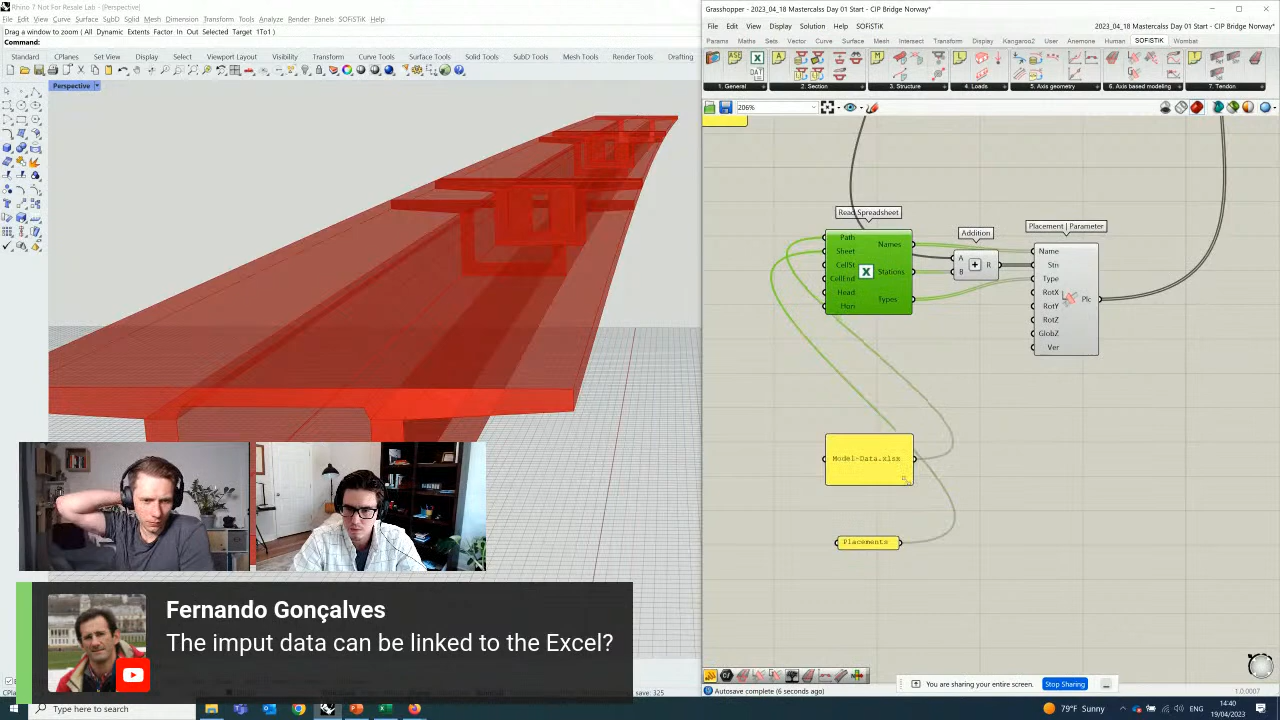 Rhino 7 Not For Resale Lab - [Perspective]
File Edit View Curve Surface SubD Solid Mesh Dimension Transform Tools Analyze Render Panels SOFiSTiK Help
Drag a window to zoom ( All Dynamic Extents Factor In Out Selected Target 1To1 )
Command:
Standard CPlanes Set View Display Select Viewport Layout Visibility Transform Curve Tools Surface Tools Solid Tools SubD Tools Mesh Tools Render Tools Drafting
Perspective
Grasshopper - 2023_04_18 Mastercalss Day 01 Start - CIP Bridge Norway*
File Edit View Display Solution Help SOFiSTiK
2023_04_18 Mastercalss Day 01 Start - CIP Bridge Norway*
Params Maths Sets Vector Curve Surface Mesh Intersect Transform Display Kangaroo2 User Anemone Human SOFiSTiK Wombat
1. General 2. Section 3. Structure 4. Loads 5. Axis geometry 6. Axis based modeling 7. Tendon
206%
Read Spreadsheet
Path
Sheet
CellSt
CellEnd
Head
Hori
Names
Stations
Types
Addition
A
B
R
Placement | Parameter
Name
Stn
Type
RotX
RotY
RotZ
GlobZ
Ver
Plc
Model-Data.xlsx
Placements
Fernando Gonçalves
The imput data can be linked to the Excel?
save: 325
Autosave complete (6 seconds ago)
You are sharing your entire screen. Stop Sharing
1.0.0007
Type here to search
79°F Sunny
ENG
14:40
19/04/2023